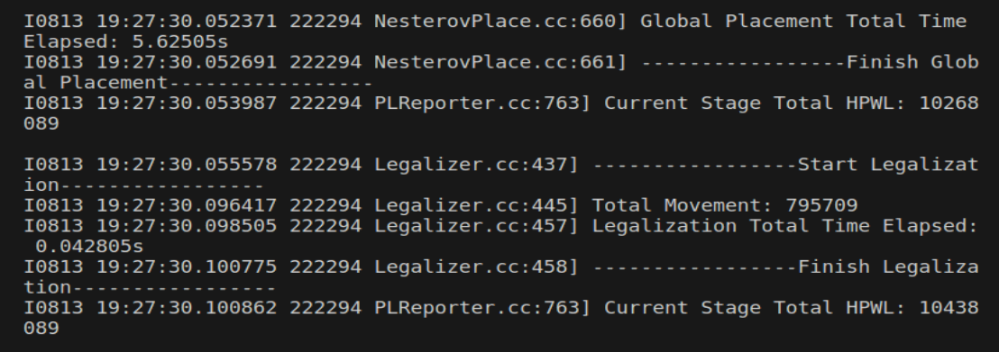 I0813 19:27:30.052371 222294 NesterovPlace.cc:660] Global Placement Total Time
Elapsed: 5.62505s
I0813 19:27:30.052691 222294 NesterovPlace.cc:661] -----------------Finish Glob
al Placement-----------------
I0813 19:27:30.053987 222294 PLReporter.cc:763] Current Stage Total HPWL: 10268
089
I0813 19:27:30.055578 222294 Legalizer.cc:437] -----------------Start Legalizat
ion-----------------
I0813 19:27:30.096417 222294 Legalizer.cc:445] Total Movement: 795709
I0813 19:27:30.098505 222294 Legalizer.cc:457] Legalization Total Time Elapsed:
 0.042805s
I0813 19:27:30.100775 222294 Legalizer.cc:458] -----------------Finish Legaliza
tion-----------------
I0813 19:27:30.100862 222294 PLReporter.cc:763] Current Stage Total HPWL: 10438
089